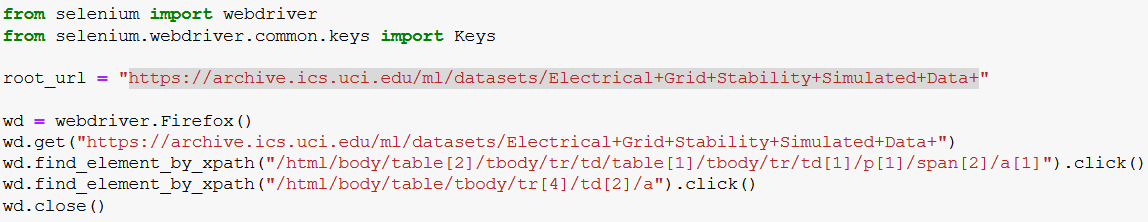 from selenium import webdriver
from selenium.webdriver.common.keys import Keys
root_url = "https://archive.ics.uci.edu/ml/datasets/Electrical+Grid+Stability+Simulated+Data+"
wd = webdriver.Firefox()
wd.get("https://archive.ics.uci.edu/ml/datasets/Electrical+Grid+Stability+Simulated+Data+")
wd.find_element_by_xpath("/html/body/table[2]/tbody/tr/td/table[1]/tbody/tr/td[1]/p[1]/span[2]/a[1]").click()
wd.find_element_by_xpath("/html/body/table/tbody/tr[4]/td[2]/a").click()
wd.close()